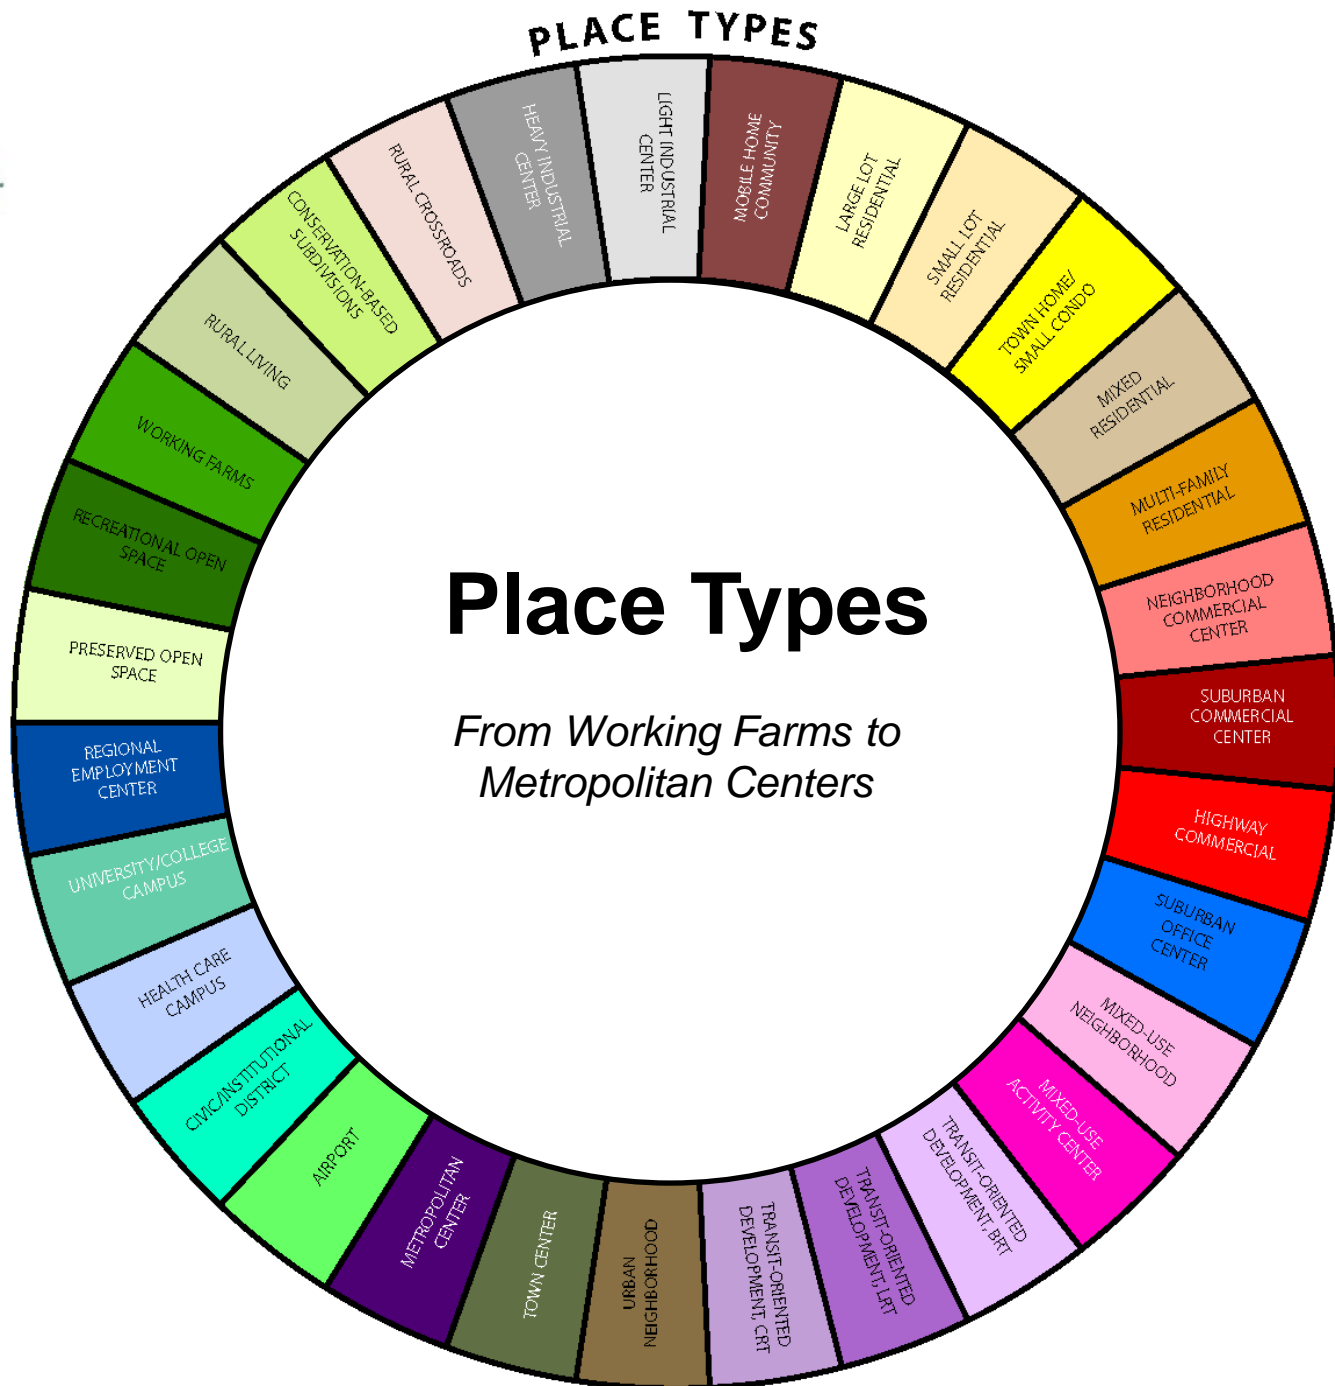 PLACE TYPES
LIGHT INDUSTRIAL
CENTER
MOBILE HOME
COMMUNITY
LARGE LOT
RESIDENTIAL
SMALL LOT
RESIDENTIAL
TOWN HOME/
SMALL CONDO
MIXED
RESIDENTIAL
MULTI-FAMILY
RESIDENTIAL
NEIGHBORHOOD
COMMERCIAL
CENTER
SUBURBAN
COMMERCIAL
CENTER
HIGHWAY
COMMERCIAL
SUBURBAN
OFFICE
CENTER
MIXED-USE
NEIGHBORHOOD
MIXED-USE
ACTIVITY CENTER
TRANSIT-ORIENTED
DEVELOPMENT, BRT
TRANSIT-ORIENTED
DEVELOPMENT, LRT
TRANSIT-ORIENTED
DEVELOPMENT, CRT
URBAN
NEIGHBORHOOD
TOWN CENTER
METROPOLITAN
CENTER
AIRPORT
CIVIC/INSTITUTIONAL
DISTRICT
HEALTH CARE
CAMPUS
UNIVERSITY/COLLEGE
CAMPUS
REGIONAL
EMPLOYMENT
CENTER
PRESERVED OPEN
SPACE
RECREATIONAL OPEN
SPACE
WORKING FARMS
RURAL LIVING
CONSERVATION-BASED
SUBDIVISIONS
RURAL CROSSROADS
HEAVY INDUSTRIAL
CENTER
Place Types
From Working Farms to
Metropolitan Centers